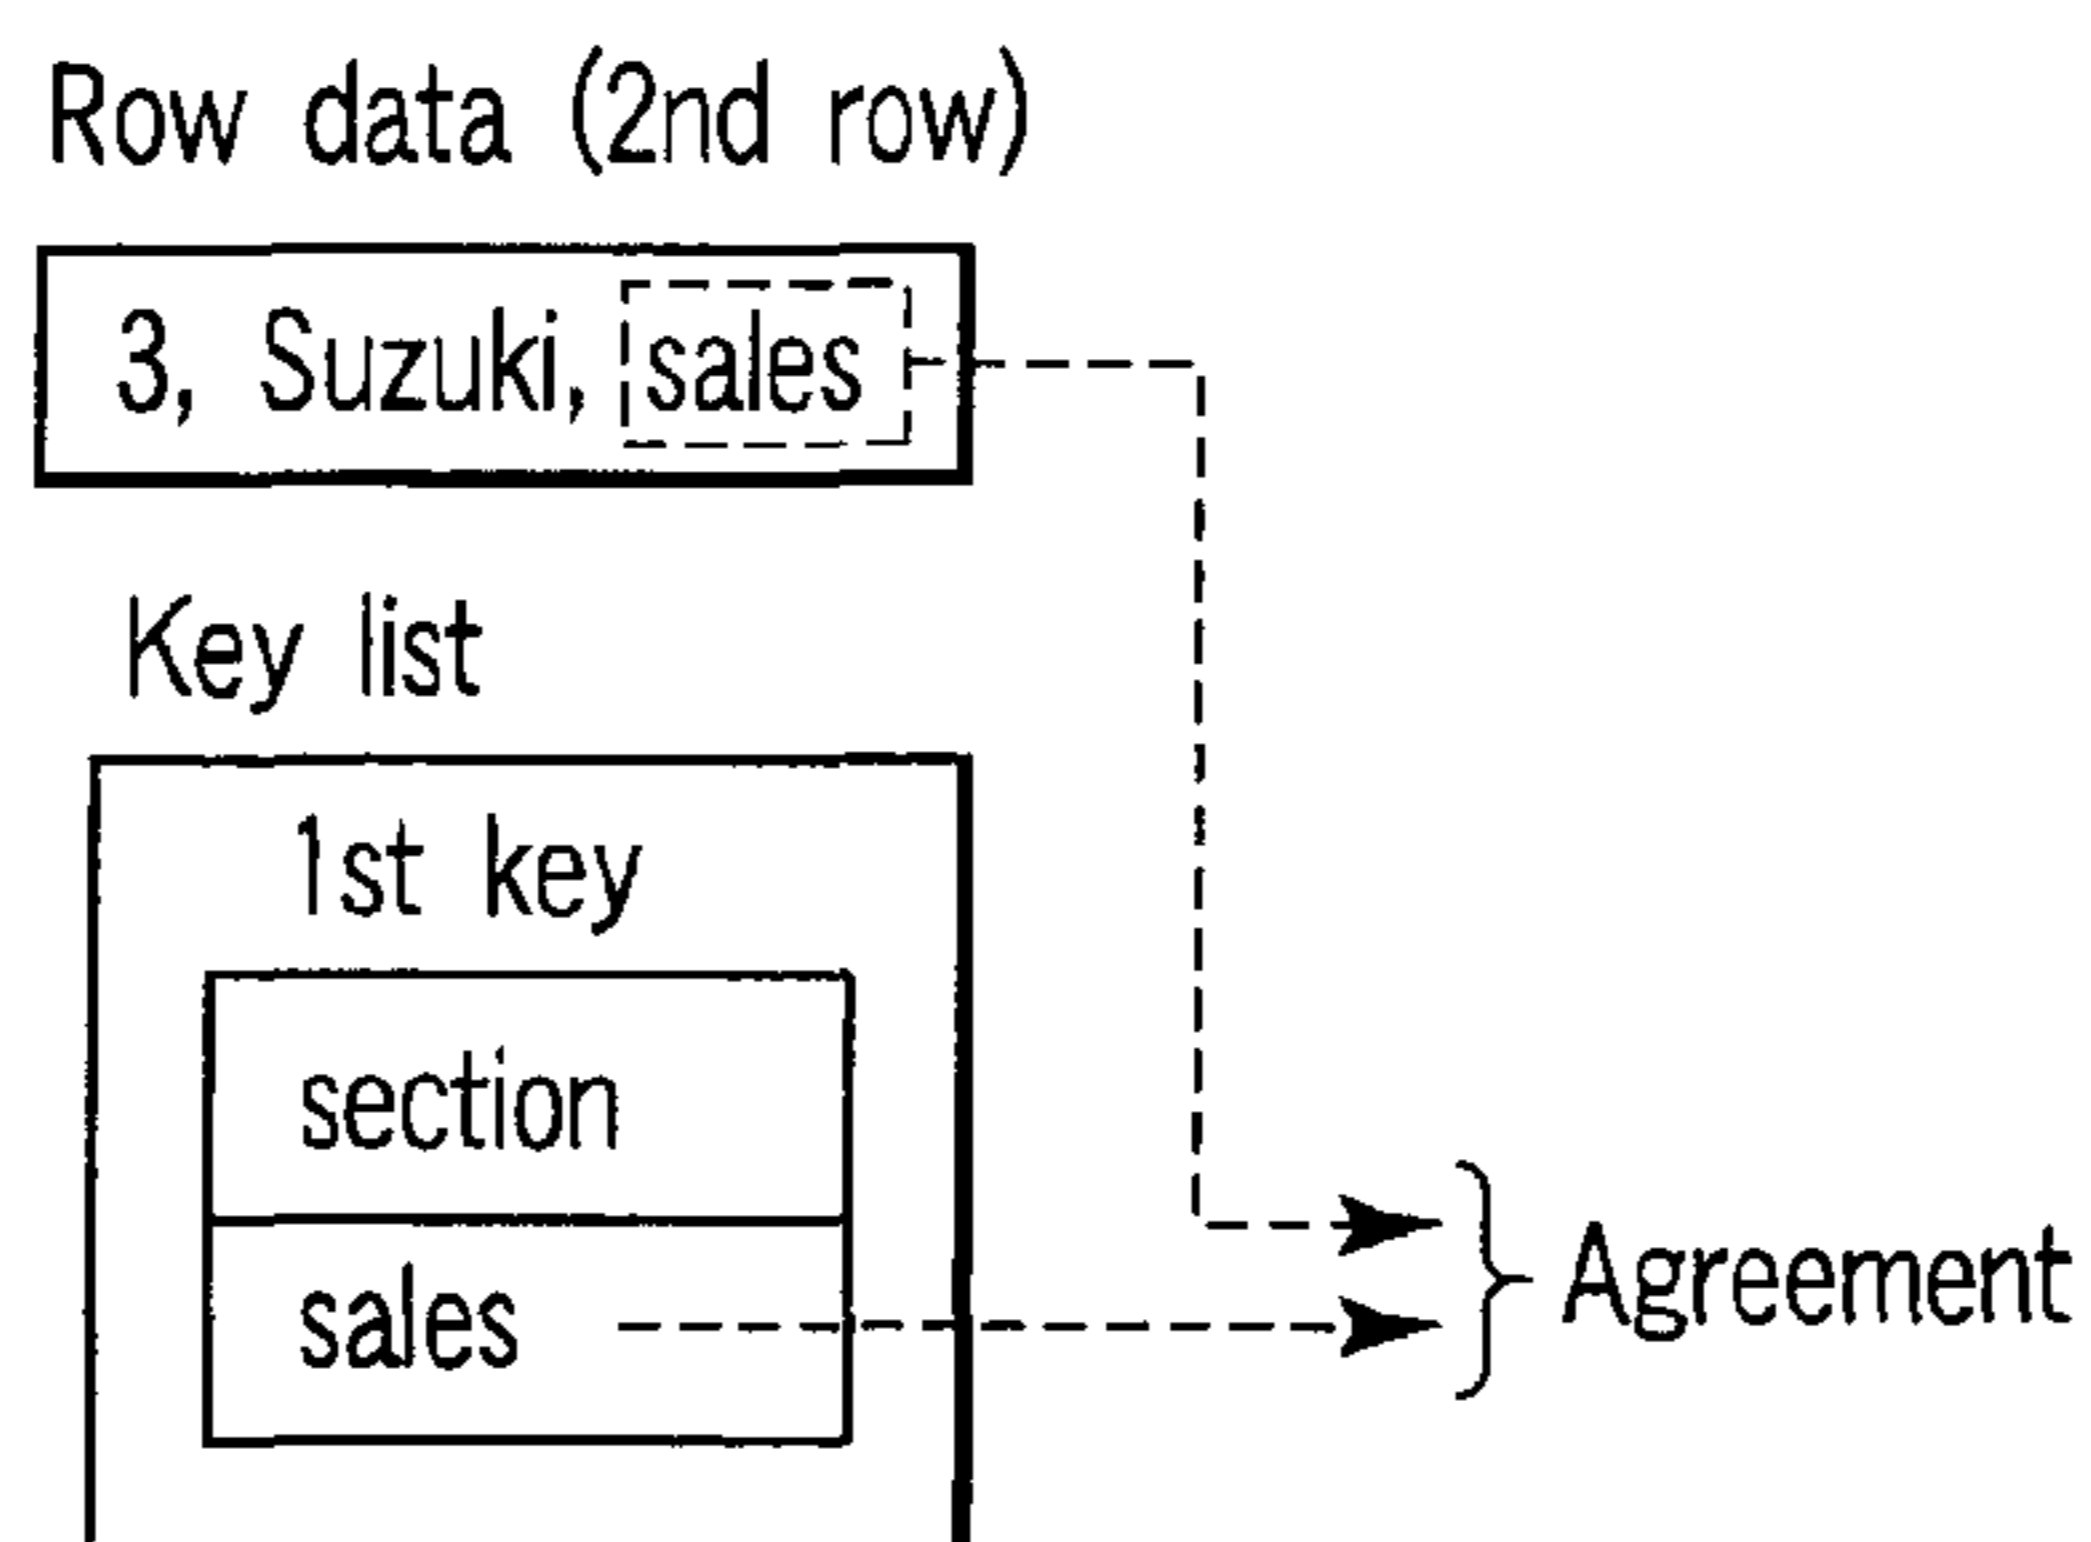 Row data (2nd row)
3, Suzuki, sales
Key list
1st key
section
sales
Agreement